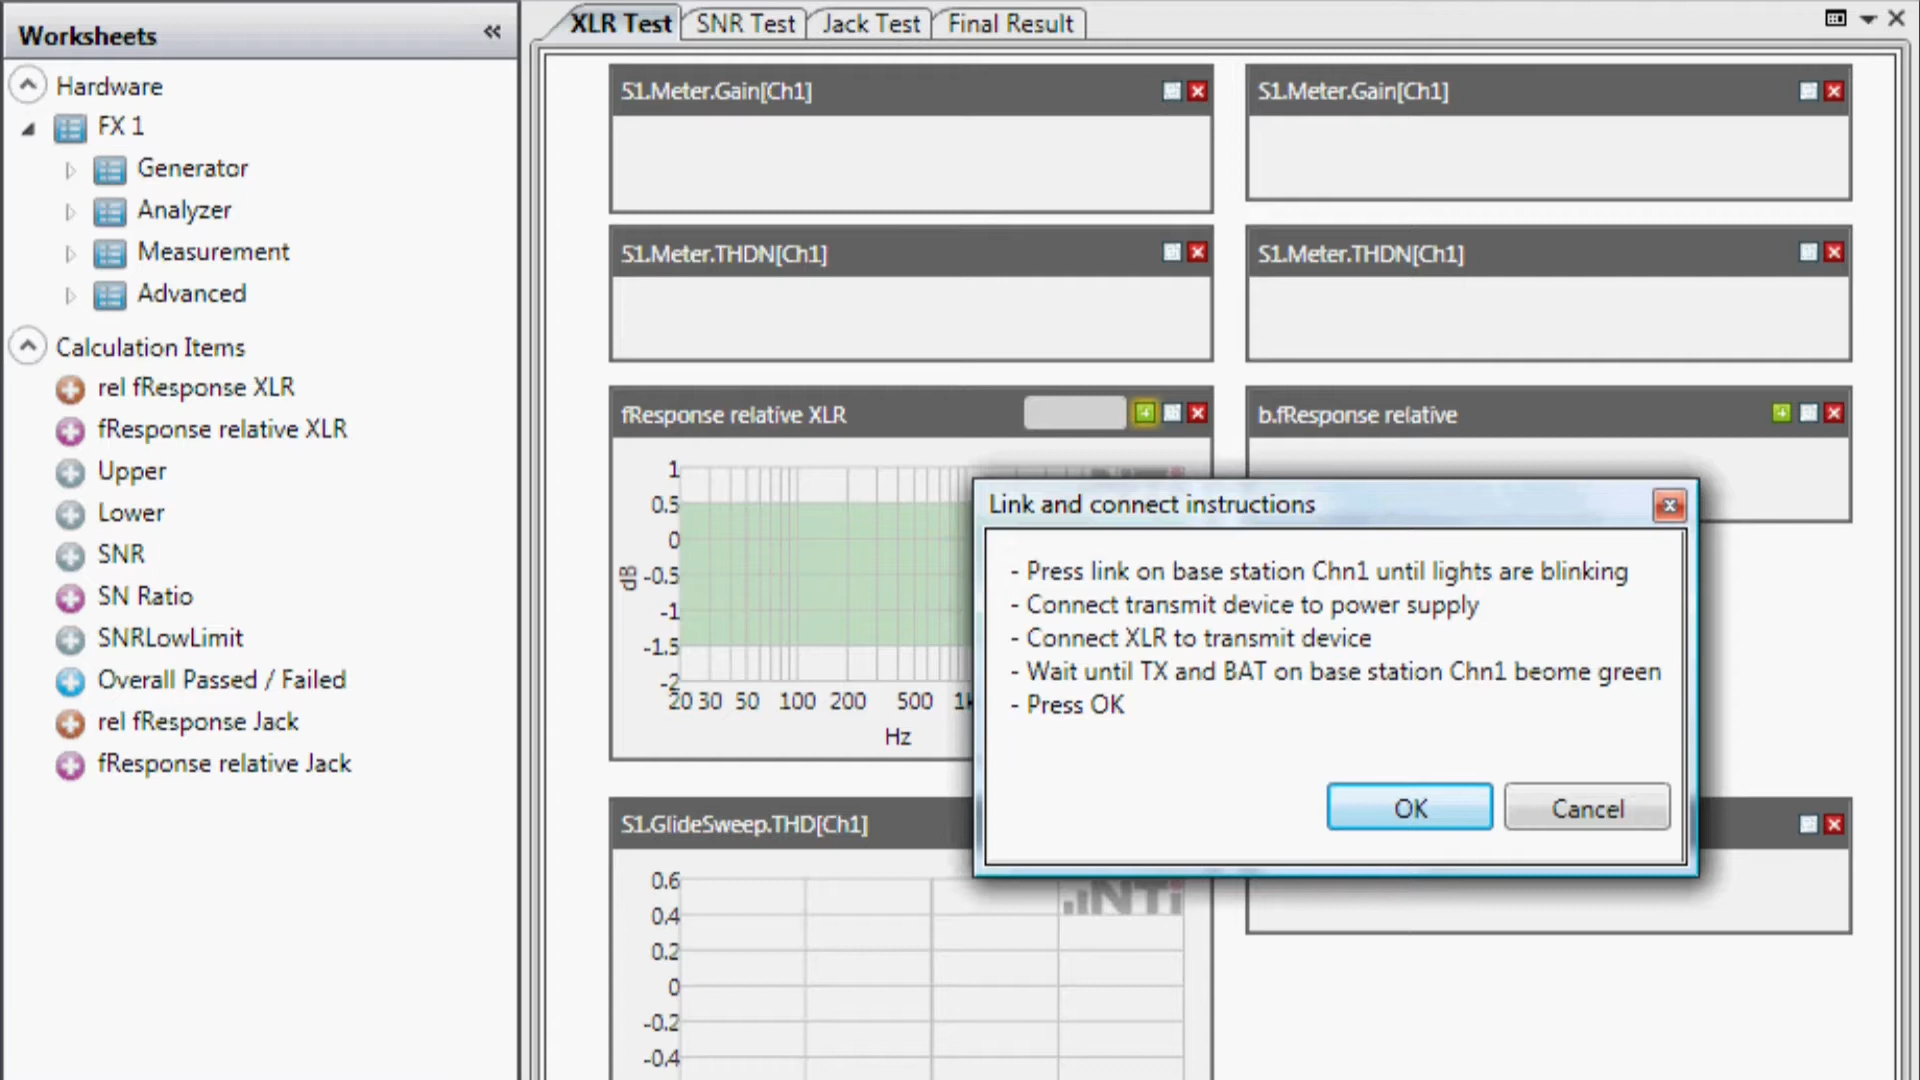 Worksheets
Hardware
FX 1
Generator
Analyzer
Measurement
Advanced
Calculation Items
rel fResponse XLR
fResponse relative XLR
Upper
Lower
SNR
SN Ratio
SNRLowLimit
Overall Passed / Failed
rel fResponse Jack
fResponse relative Jack
XLR Test
SNR Test
Jack Test
Final Result
S1.Meter.Gain[Ch1]
S1.Meter.Gain[Ch1]
S1.Meter.THDN[Ch1]
S1.Meter.THDN[Ch1]
fResponse relative XLR
b.fResponse relative
1
0.5
0
-0.5
-1
-1.5
-2
dB
20 30 50 100 200 500 1k
Hz
Link and connect instructions
- Press link on base station Chn1 until lights are blinking
- Connect transmit device to power supply
- Connect XLR to transmit device
- Wait until TX and BAT on base station Chn1 beome green
- Press OK
OK
Cancel
S1.GlideSweep.THD[Ch1]
NTi
0.6
0.4
0.2
0
-0.2
-0.4